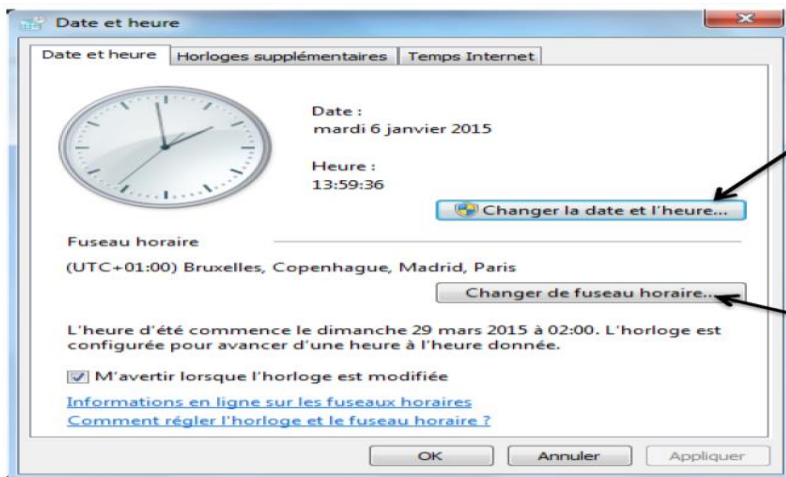 Date et heure
Date et heure Horloges supplémentaires Temps Internet
Date :
mardi 6 janvier 2015
Heure :
13:59:36
Changer la date et l'heure...
Fuseau horaire
(UTC+01:00) Bruxelles, Copenhague, Madrid, Paris
Changer de fuseau horaire...
L'heure d'été commence le dimanche 29 mars 2015 à 02:00. L'horloge est
configurée pour avancer d'une heure à l'heure donnée.
M'avertir lorsque l'horloge est modifiée
Informations en ligne sur les fuseaux horaires
Comment régler l'horloge et le fuseau horaire ?
OK Annuler Appliquer